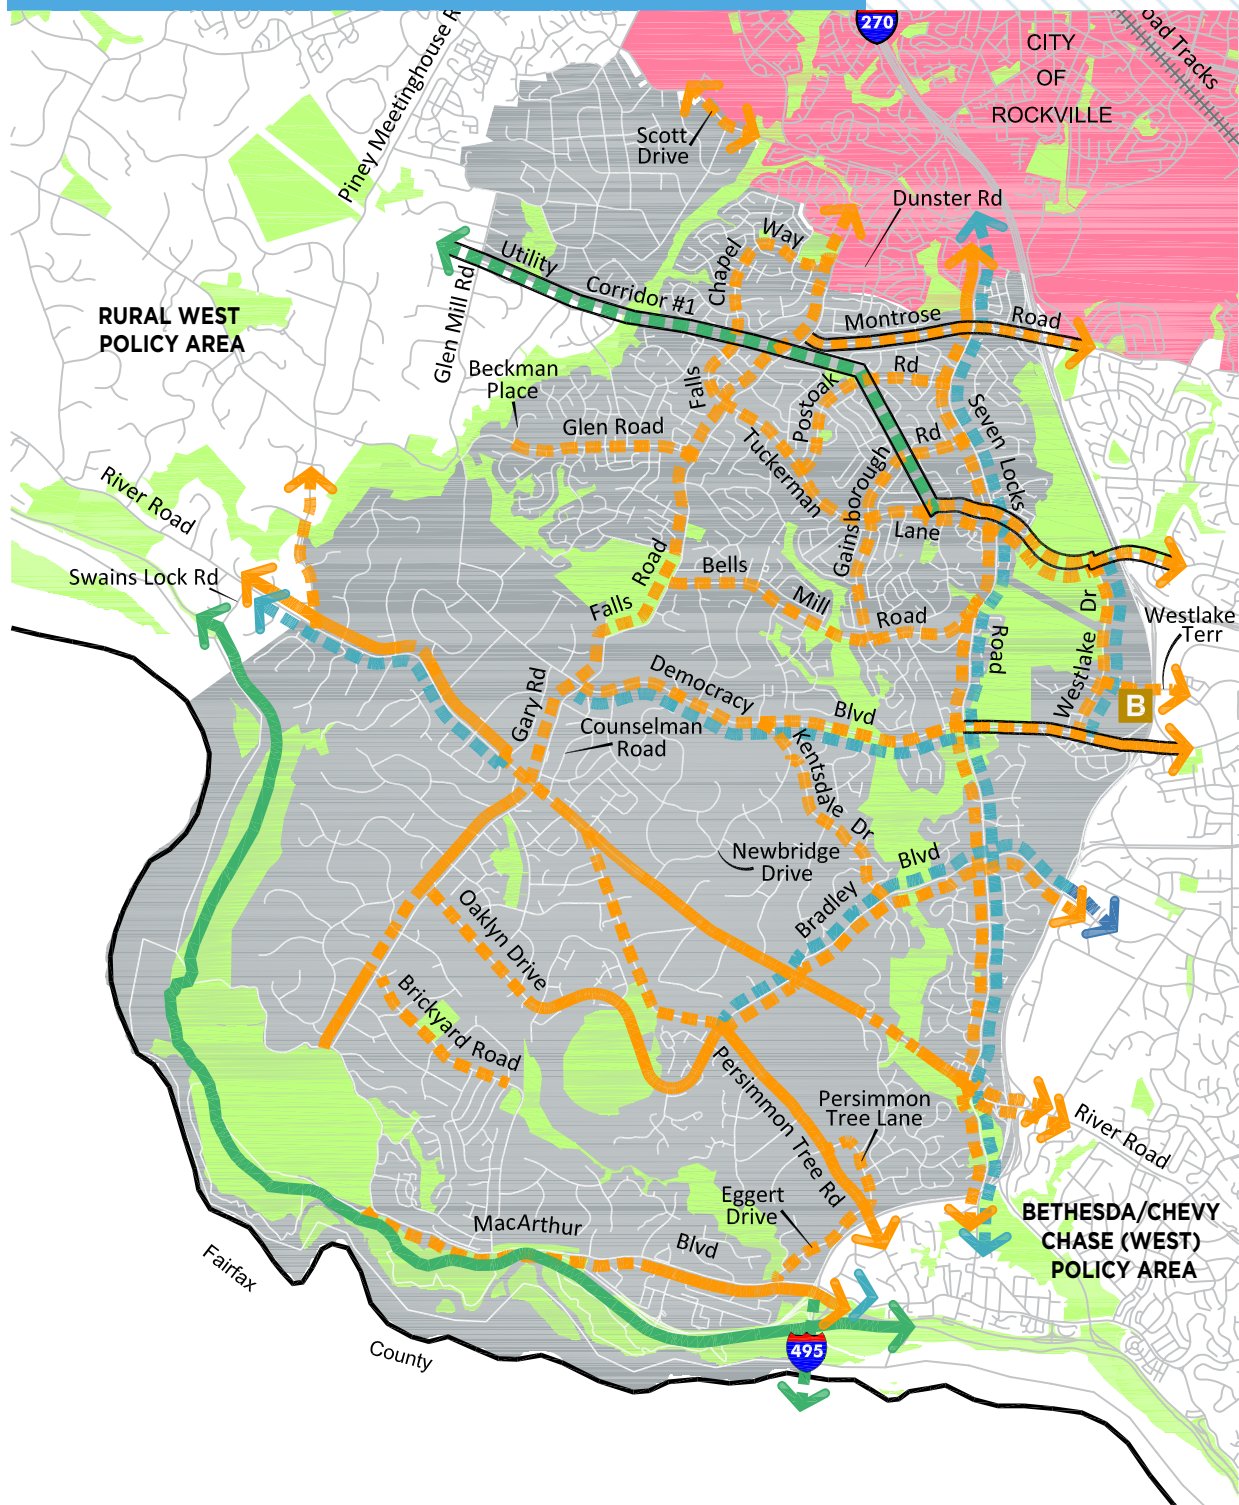 270
CITY
OF
ROCKVILLE
oad Tracks
Piney Meetinghouse R
Scott
Drive
Dunster Rd
Way
Chapel
Utility
Corridor #1
Glen Mill Rd
RURAL WEST
POLICY AREA
Montrose
Road
Beckman
Place
Falls
Rd
Postoak
Glen Road
Tuckerman
Rd
Seven
Locks
Gainsborough
Lane
River Road
Swains Lock Rd
Road
Falls
Bells
Mill
Road
Road
Dr
Westlake
Westlake
Terr
B
Democracy
Blvd
Gary Rd
Counselman
Road
Kentsdale
Dr
Newbridge
Drive
Blvd
Bradley
Oaklyn Drive
Brickyard Road
Persimmon Tree Rd
Persimmon
Tree Lane
River Road
Eggert
Drive
BETHESDA/CHEVY
CHASE (WEST)
POLICY AREA
MacArthur
Blvd
Fairfax
County
495